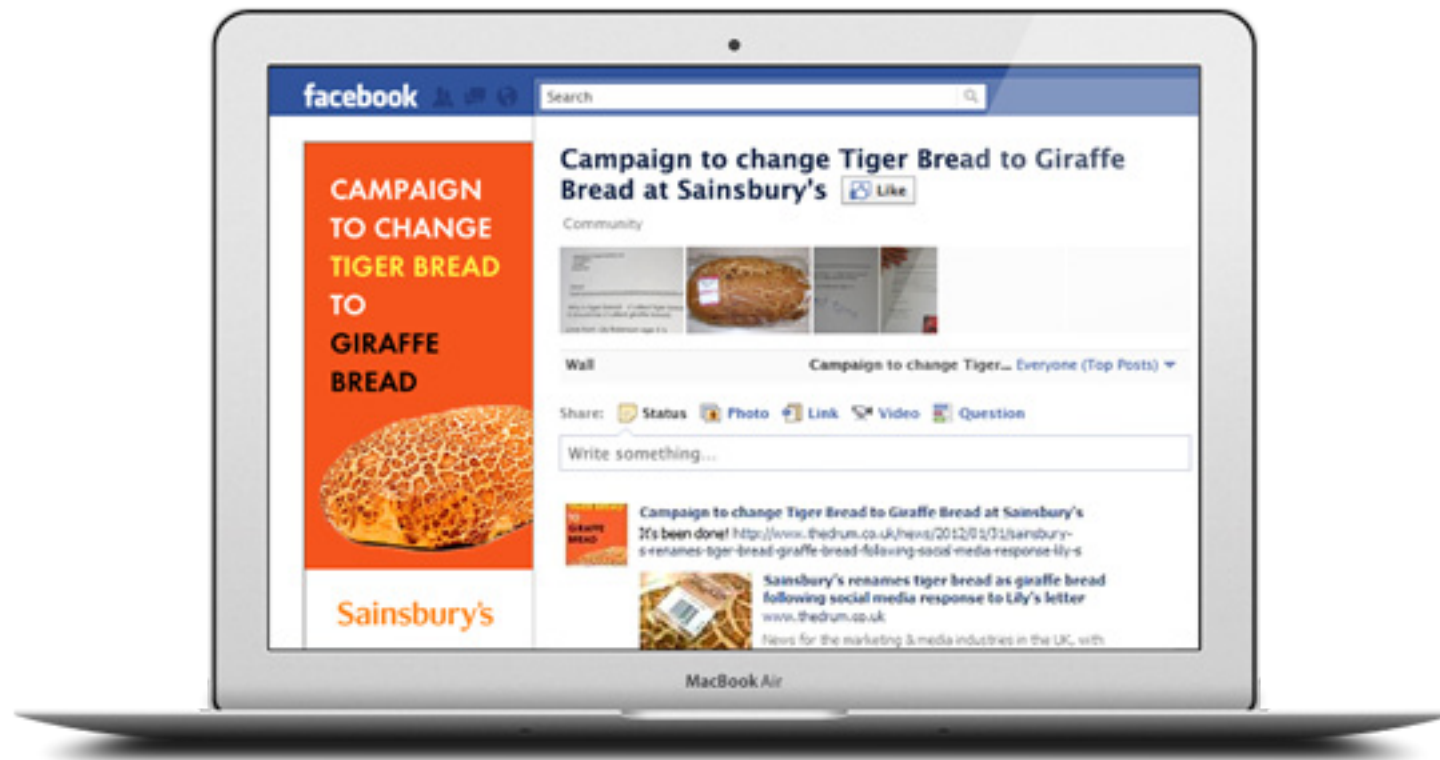 facebook
Search
CAMPAIGN
TO CHANGE
TIGER BREAD
TO
GIRAFFE
BREAD
Sainsbury's
Campaign to change Tiger Bread to Giraffe
Bread at Sainsbury's Like
Community
Wall Campaign to change Tiger... Everyone (Top Posts)
Share: Status Photo Link Video Question
Write something...
Campaign to change Tiger Bread to Giraffe Bread at Sainsbury's
It's been done! http://www.thedrum.co.uk/news/2012/01/31/sainsbury-
s-renames-tiger-bread-giraffe-bread-following-social-media-response-lily-s
Sainsbury's renames tiger bread as giraffe bread
following social media response to Lily's letter
www.thedrum.co.uk
News for the marketing & media industries in the UK, with
MacBook Air